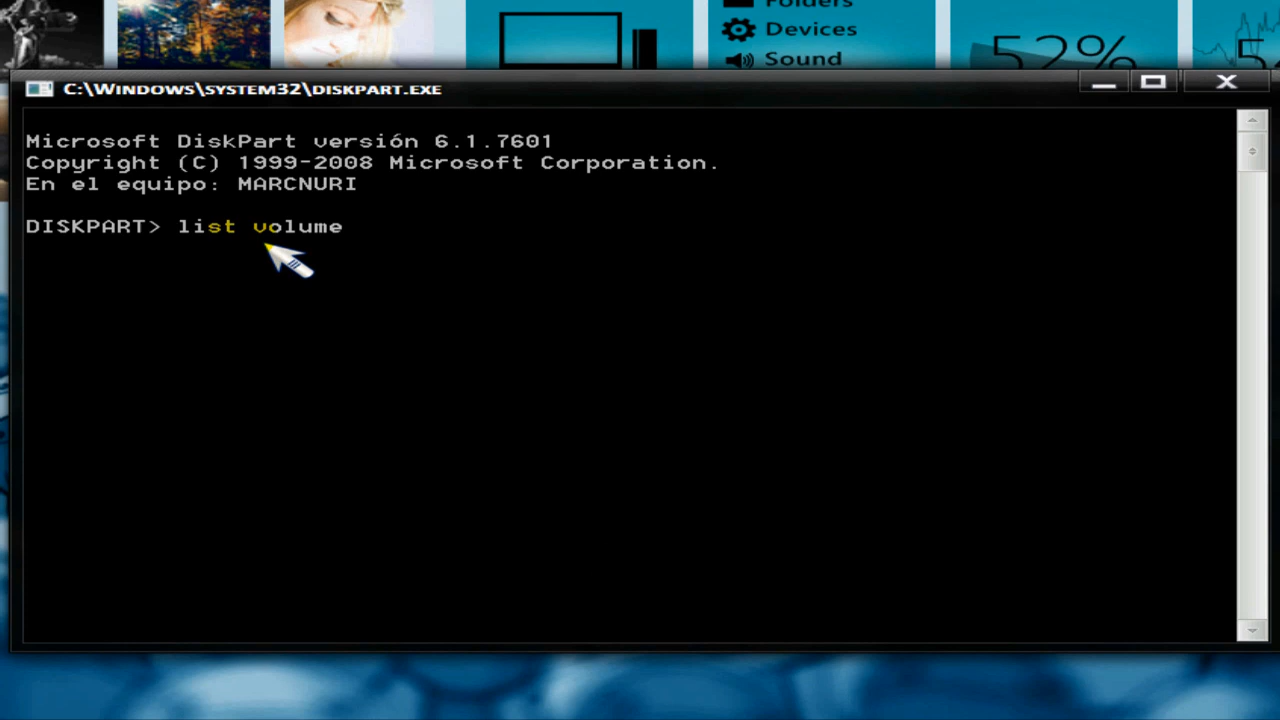 Folders
Devices
Sound
52%
C:\WINDOWS\SYSTEM32\DISKPART.EXE
Microsoft DiskPart versión 6.1.7601
Copyright (C) 1999-2008 Microsoft Corporation.
En el equipo: MARCNURI
DISKPART> list volume